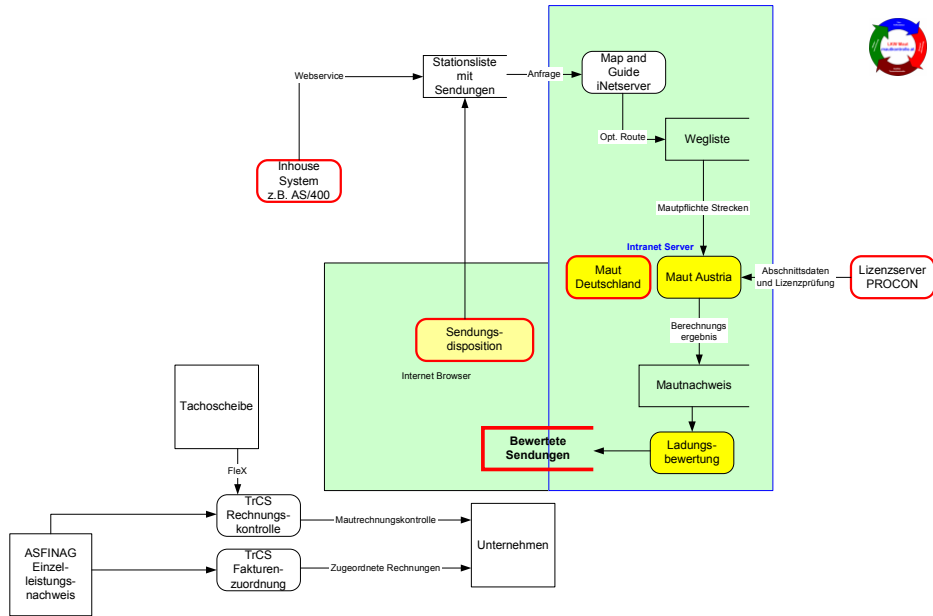 Stationsliste
mit
Sendungen
Webservice
Anfrage
Map and
Guide
iNetserver
LKW Maut
Opt. Route
Wegliste
Inhouse
System
z.B. AS/400
Mautpflichte Strecken
Intranet Server
Maut
Deutschland
Maut Austria
Abschnittsdaten
und Lizenzprüfung
Lizenzserver
PROCON
Sendungs-
disposition
Berechnungs
ergebnis
Internet Browser
Mautnachweis
Tachoscheibe
Bewertete
Sendungen
Ladungs-
bewertung
FleX
TrCS
Rechnungs-
kontrolle
Mautrechnungskontrolle
Unternehmen
ASFINAG
Einzel-
leistungs-
nachweis
TrCS
Fakturen-
zuordnung
Zugeordnete Rechnungen